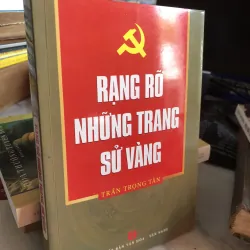 RẠNG RỠ
NHỮNG TRANG
SỬ VÀNG
TRẦN TRỌNG TÂN